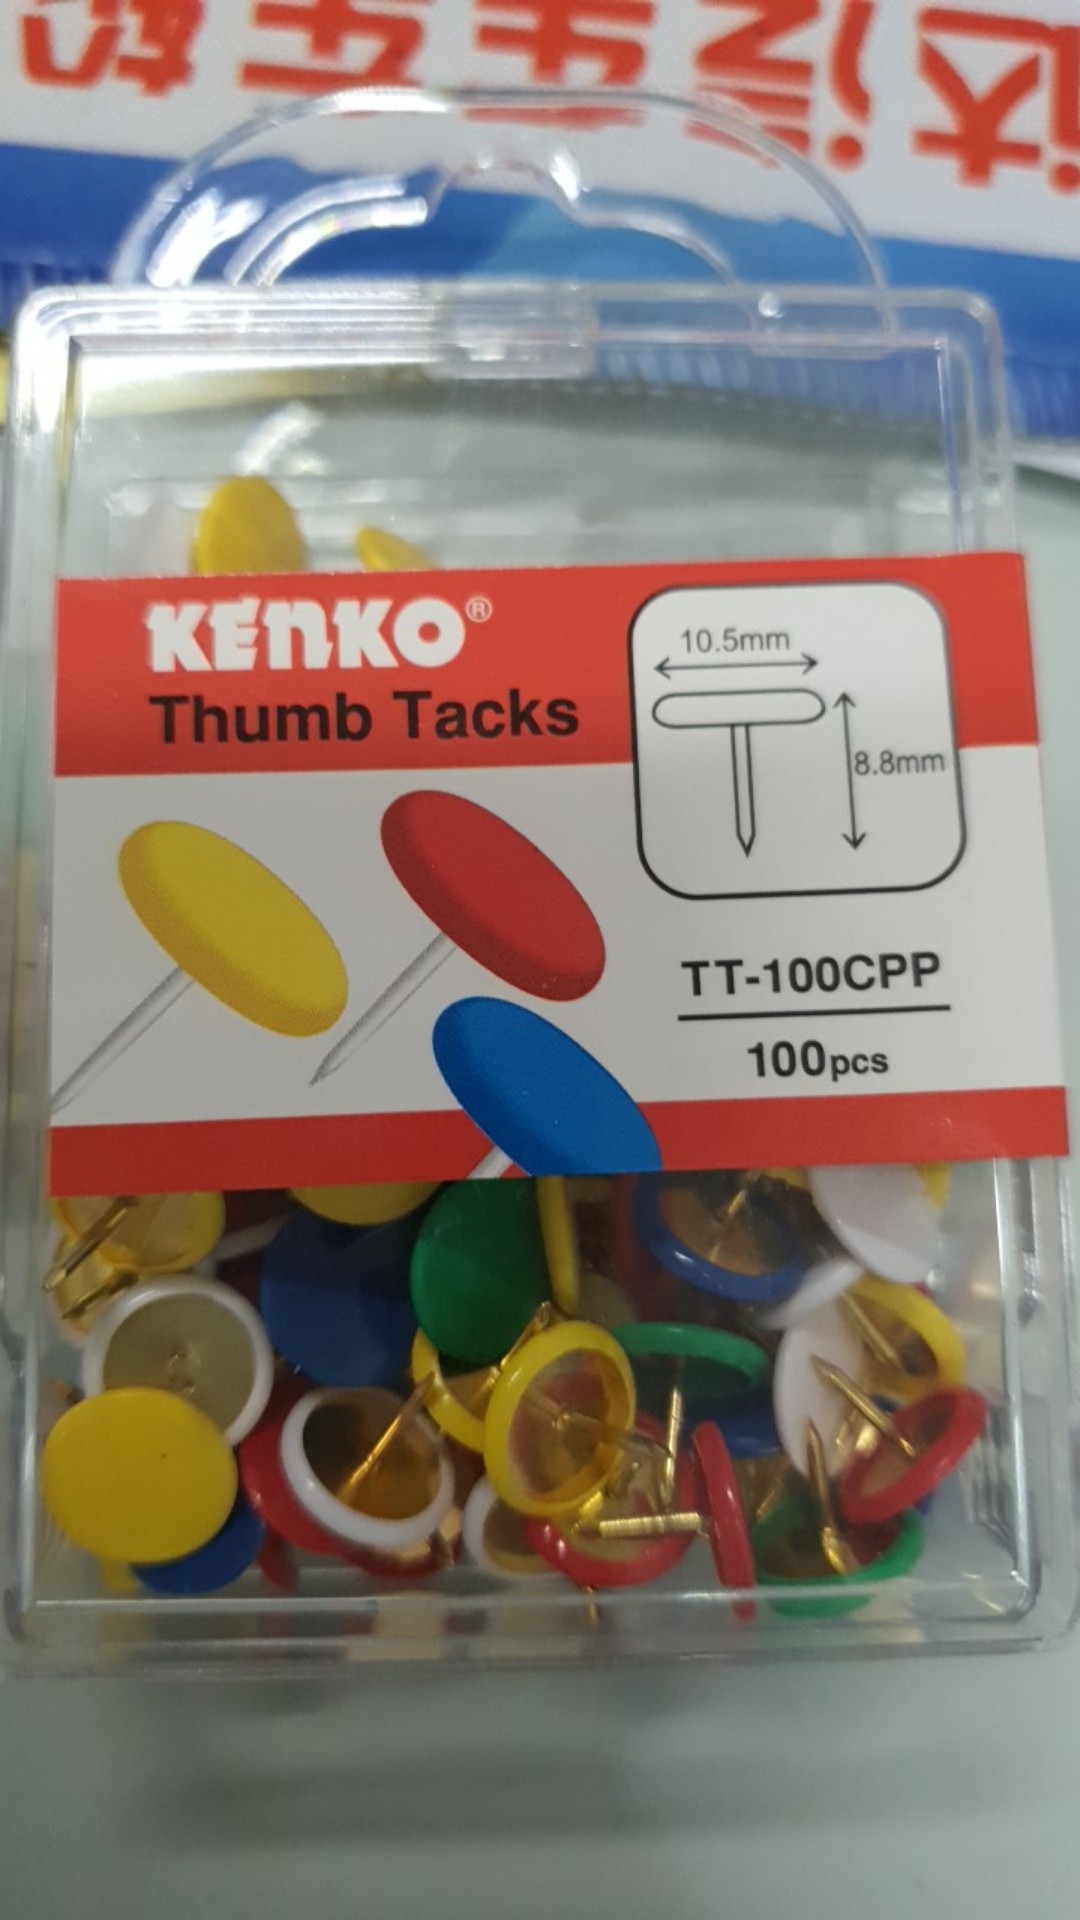 KENKO®
Thumb Tacks
10.5mm
8.8mm
TT-100CPP
100pcs